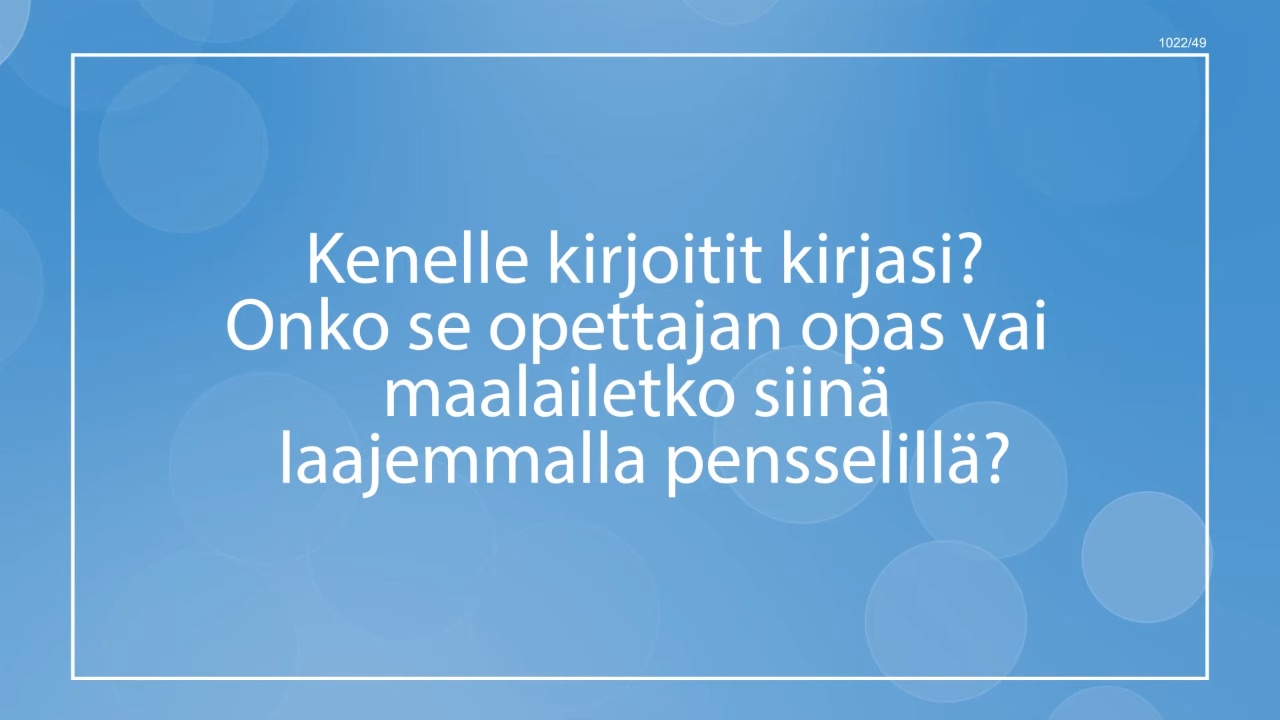 1022/49
Kenelle kirjoitit kirjasi?
Onko se opettajan opas vai
maalailetko siinä
laajemmalla pensselillä?